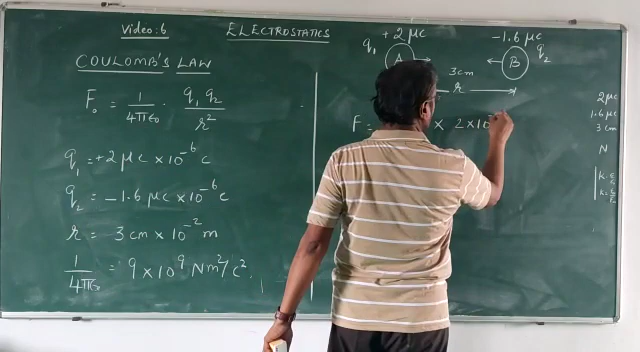 Video: 6
ELECTROSTATICS
COULOMB'S LAW
F₀ = 1/4πε₀ · q₁ q₂/r²
q₁ = +2 μc × 10⁻⁶ c
q₂ = -1.6 μc × 10⁻⁶ c
r = 3 cm × 10⁻² m
1/4πε₀ = 9 × 10⁹ Nm²/c².
+2 μc
-1.6 μc
q₁ A
B q₂
3cm
r
F = × 2×10
2μc
1.6 μc
3 cm
N